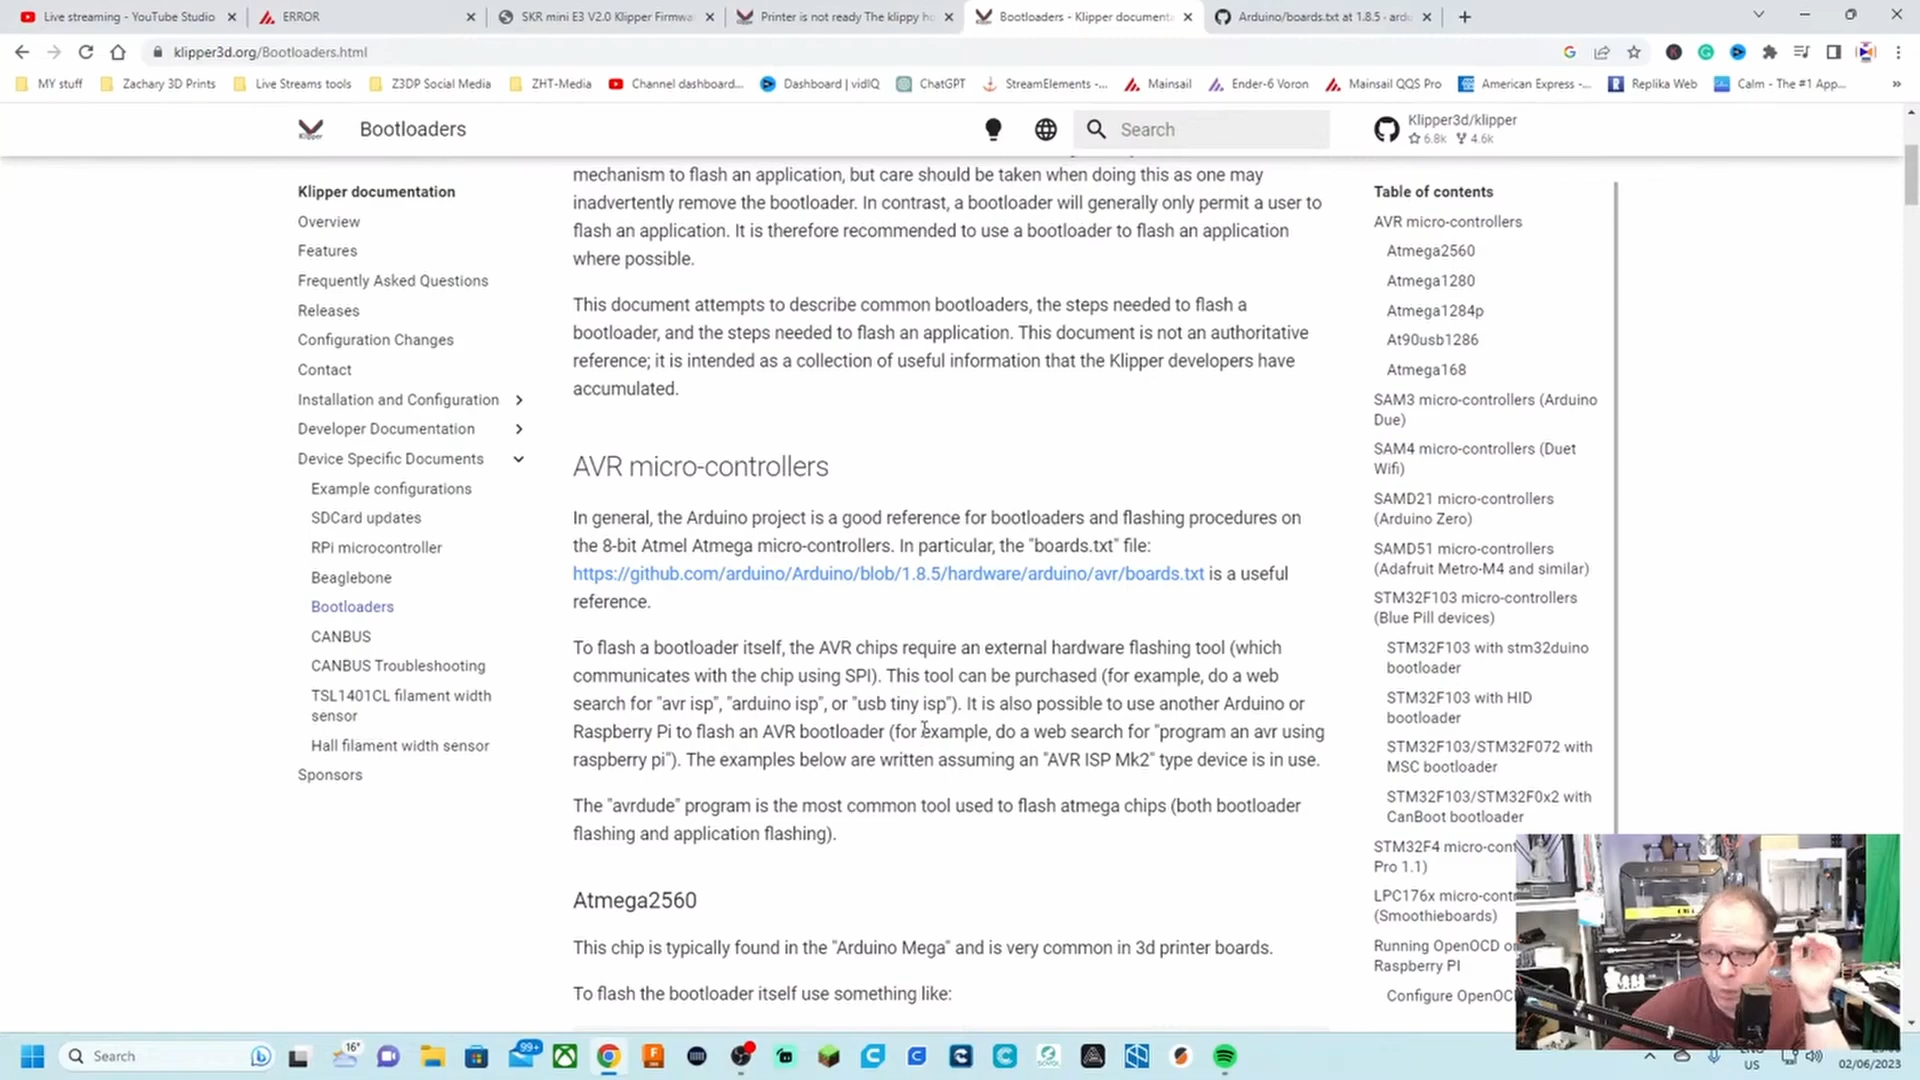 Live streaming - YouTube Studio
ERROR
SKR mini E3 V2.0 Klipper Firmwa
Printer is not ready The klippy ho
Bootloaders - Klipper documenta
Arduino/boards.txt at 1.8.5 · ardu
klipper3d.org/Bootloaders.html
MY stuff
Zachary 3D Prints
Live Streams tools
Z3DP Social Media
ZHT-Media
Channel dashboard...
Dashboard | vidIQ
ChatGPT
StreamElements -...
Mainsail
Ender-6 Voron
Mainsail QQS Pro
American Express -...
Replika Web
Calm - The #1 App...
Klipper
Bootloaders
Search
Klipper3d/klipper
6.8k 4.6k
Klipper documentation
Overview
Features
Frequently Asked Questions
Releases
Configuration Changes
Contact
Installation and Configuration
Developer Documentation
Device Specific Documents
Example configurations
SDCard updates
RPi microcontroller
Beaglebone
Bootloaders
CANBUS
CANBUS Troubleshooting
TSL1401CL filament width
sensor
Hall filament width sensor
Sponsors
mechanism to flash an application, but care should be taken when doing this as one may
inadvertently remove the bootloader. In contrast, a bootloader will generally only permit a user to
flash an application. It is therefore recommended to use a bootloader to flash an application
where possible.
This document attempts to describe common bootloaders, the steps needed to flash a
bootloader, and the steps needed to flash an application. This document is not an authoritative
reference; it is intended as a collection of useful information that the Klipper developers have
accumulated.
AVR micro-controllers
In general, the Arduino project is a good reference for bootloaders and flashing procedures on
the 8-bit Atmel Atmega micro-controllers. In particular, the "boards.txt" file:
https://github.com/arduino/Arduino/blob/1.8.5/hardware/arduino/avr/boards.txt is a useful
reference.
To flash a bootloader itself, the AVR chips require an external hardware flashing tool (which
communicates with the chip using SPI). This tool can be purchased (for example, do a web
search for "avr isp", "arduino isp", or "usb tiny isp"). It is also possible to use another Arduino or
Raspberry Pi to flash an AVR bootloader (for example, do a web search for "program an avr using
raspberry pi"). The examples below are written assuming an "AVR ISP Mk2" type device is in use.
The "avrdude" program is the most common tool used to flash atmega chips (both bootloader
flashing and application flashing).
Atmega2560
This chip is typically found in the "Arduino Mega" and is very common in 3d printer boards.
To flash the bootloader itself use something like:
Table of contents
AVR micro-controllers
Atmega2560
Atmega1280
Atmega1284p
At90usb1286
Atmega168
SAM3 micro-controllers (Arduino
Due)
SAM4 micro-controllers (Duet
Wifi)
SAMD21 micro-controllers
(Arduino Zero)
SAMD51 micro-controllers
(Adafruit Metro-M4 and similar)
STM32F103 micro-controllers
(Blue Pill devices)
STM32F103 with stm32duino
bootloader
STM32F103 with HID
bootloader
STM32F103/STM32F072 with
MSC bootloader
STM32F103/STM32F0x2 with
CanBoot bootloader
STM32F4 micro-cont
Pro 1.1)
LPC176x micro-contr
(Smoothieboards)
Running OpenOCD o
Raspberry PI
Configure OpenOC
Search
16°
99+
US
02/06/2023